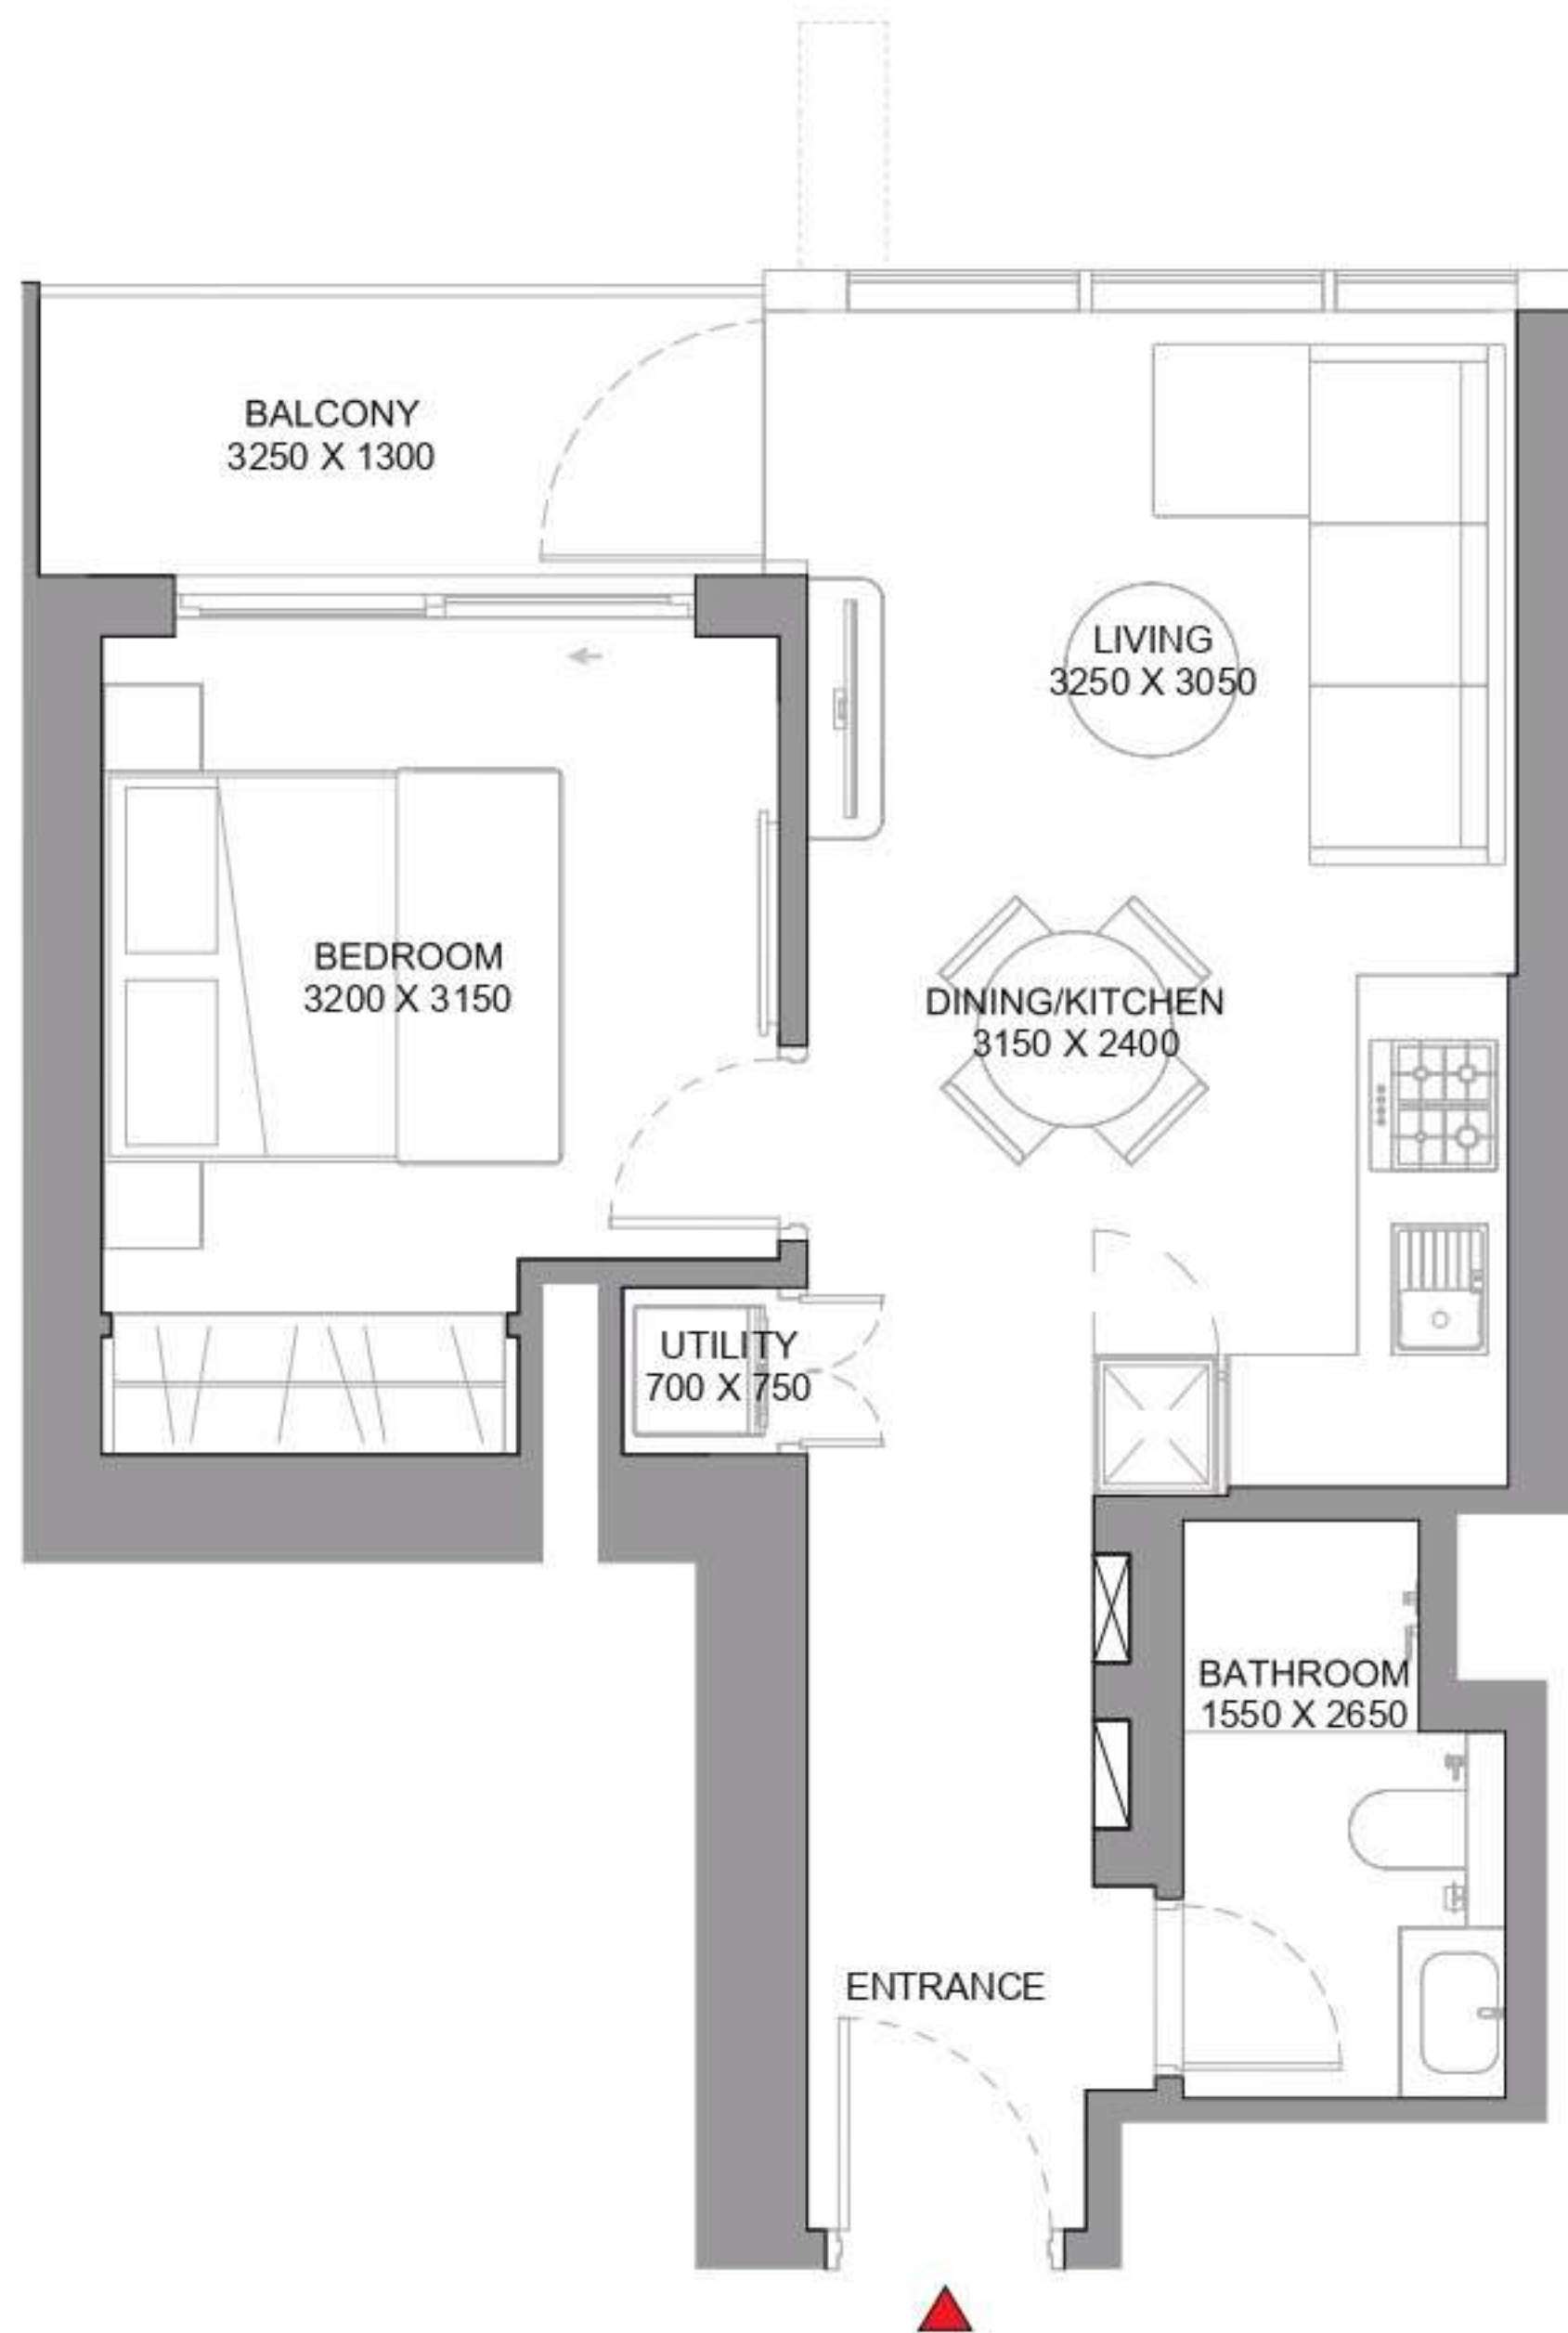 BALCONY
3250 X 1300
LIVING
3250 X 3050
BEDROOM
3200 X 3150
DINING/KITCHEN
3150 X 2400
UTILITY
700 X 750
BATHROOM
1550 X 2650
ENTRANCE